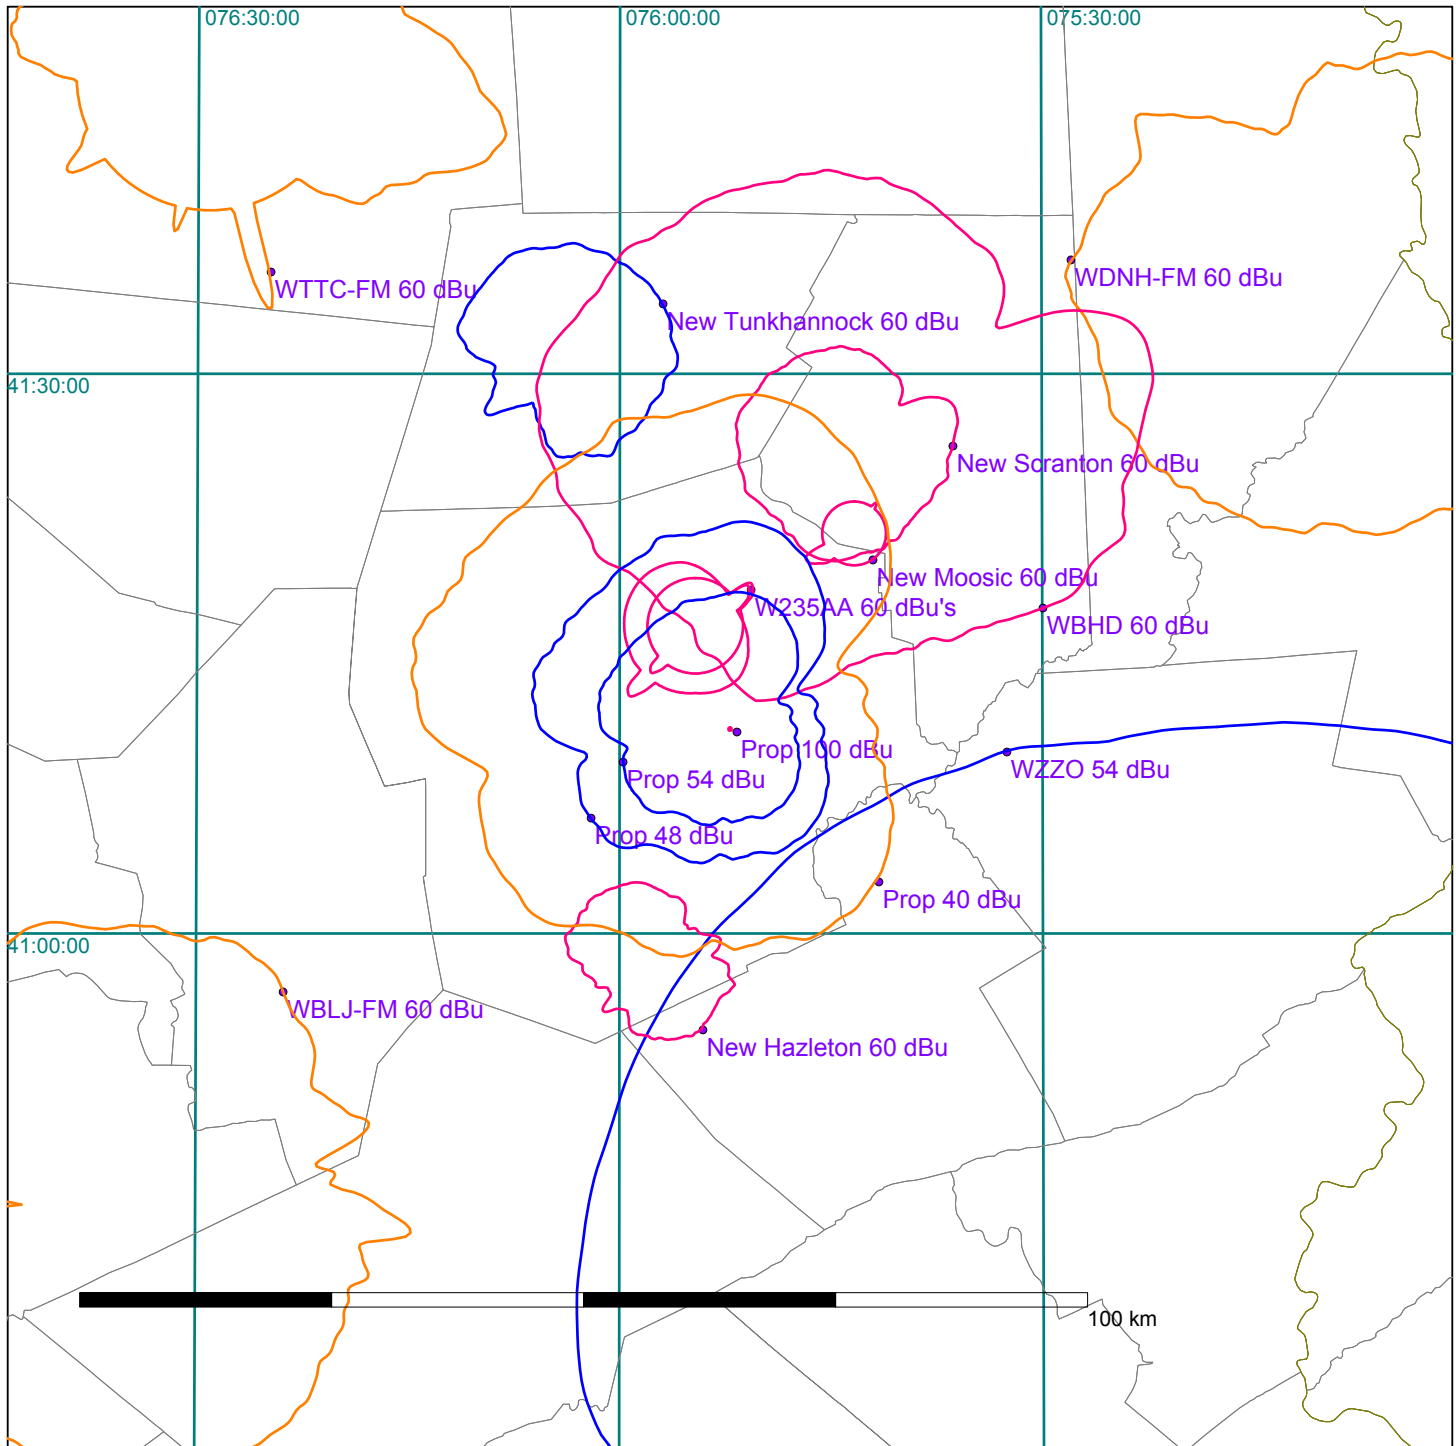 076:30:00
076:00:00
075:30:00
WTTC-FM 60 dBu
WDNH-FM 60 dBu
New Tunkhannock 60 dBu
41:30:00
New Scranton 60 dBu
New Moosic 60 dBu
W235AA 60 dBu's
WBHD 60 dBu
Prop 100 dBu
Prop 54 dBu
WZZO 54 dBu
Prop 48 dBu
Prop 40 dBu
41:00:00
WBLJ-FM 60 dBu
New Hazleton 60 dBu
100 km